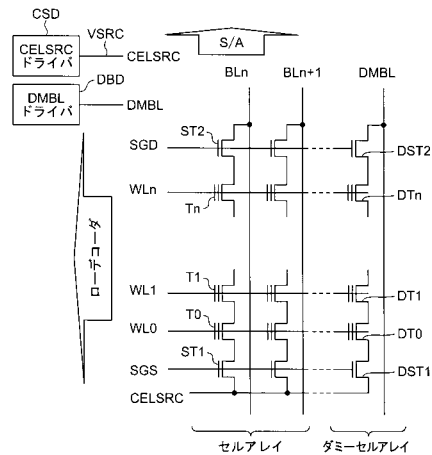 CSD
VSRC
CELSRC
ドライバ
CELSRC
S/A
DBD
DMBL
ドライバ
DMBL
BLn
BLn+1
DMBL
ST2
SGD
DST2
WLn
Tn
DTn
ローデコーダ
T1
WL1
DT1
T0
WL0
DT0
ST1
SGS
DST1
CELSRC
セルアレイ
ダミーセルアレイ